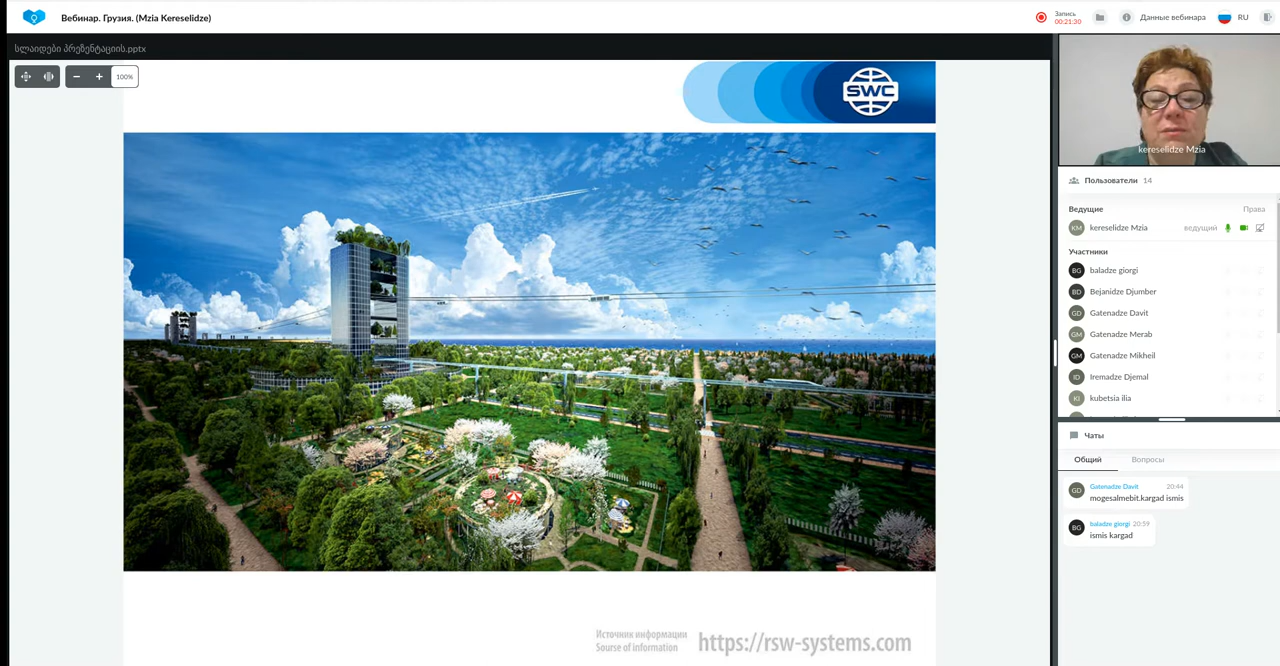 Вебинар. Грузия. (Mzia Kereselidze)
Запись
00:21:30
Данные вебинара
RU
სლაიდები პრეზენტაციის.pptx
100%
SWC
Источник информации
Sourse of information
https://rsw-systems.com
kereselidze Mzia
Пользователи 14
Ведущие Права
KM kereselidze Mzia ведущий
Участники
BG baladze giorgi
BD Bejanidze Djumber
GD Gatenadze Davit
GM Gatenadze Merab
GM Gatenadze Mikheil
ID Iremadze Djemal
KI kubetsia ilia
Чаты
Общий Вопросы
GD Gatenadze Davit 20:44
mogesalmebit.kargad ismis
BG baladze giorgi 20:59
ismis kargad